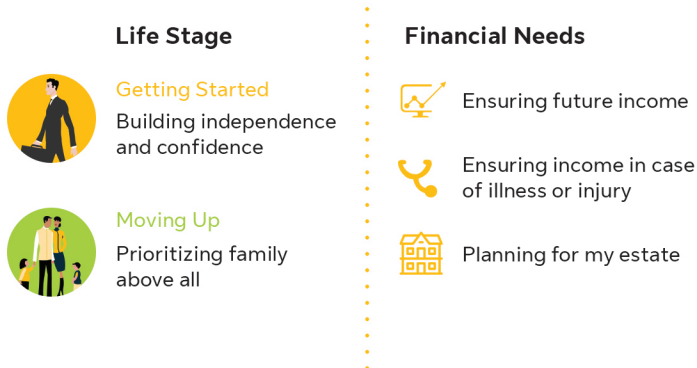 Life Stage
Getting Started
Building independence
and confidence
Moving Up
Prioritizing family
above all
Financial Needs
Ensuring future income
Ensuring income in case
of illness or injury
Planning for my estate